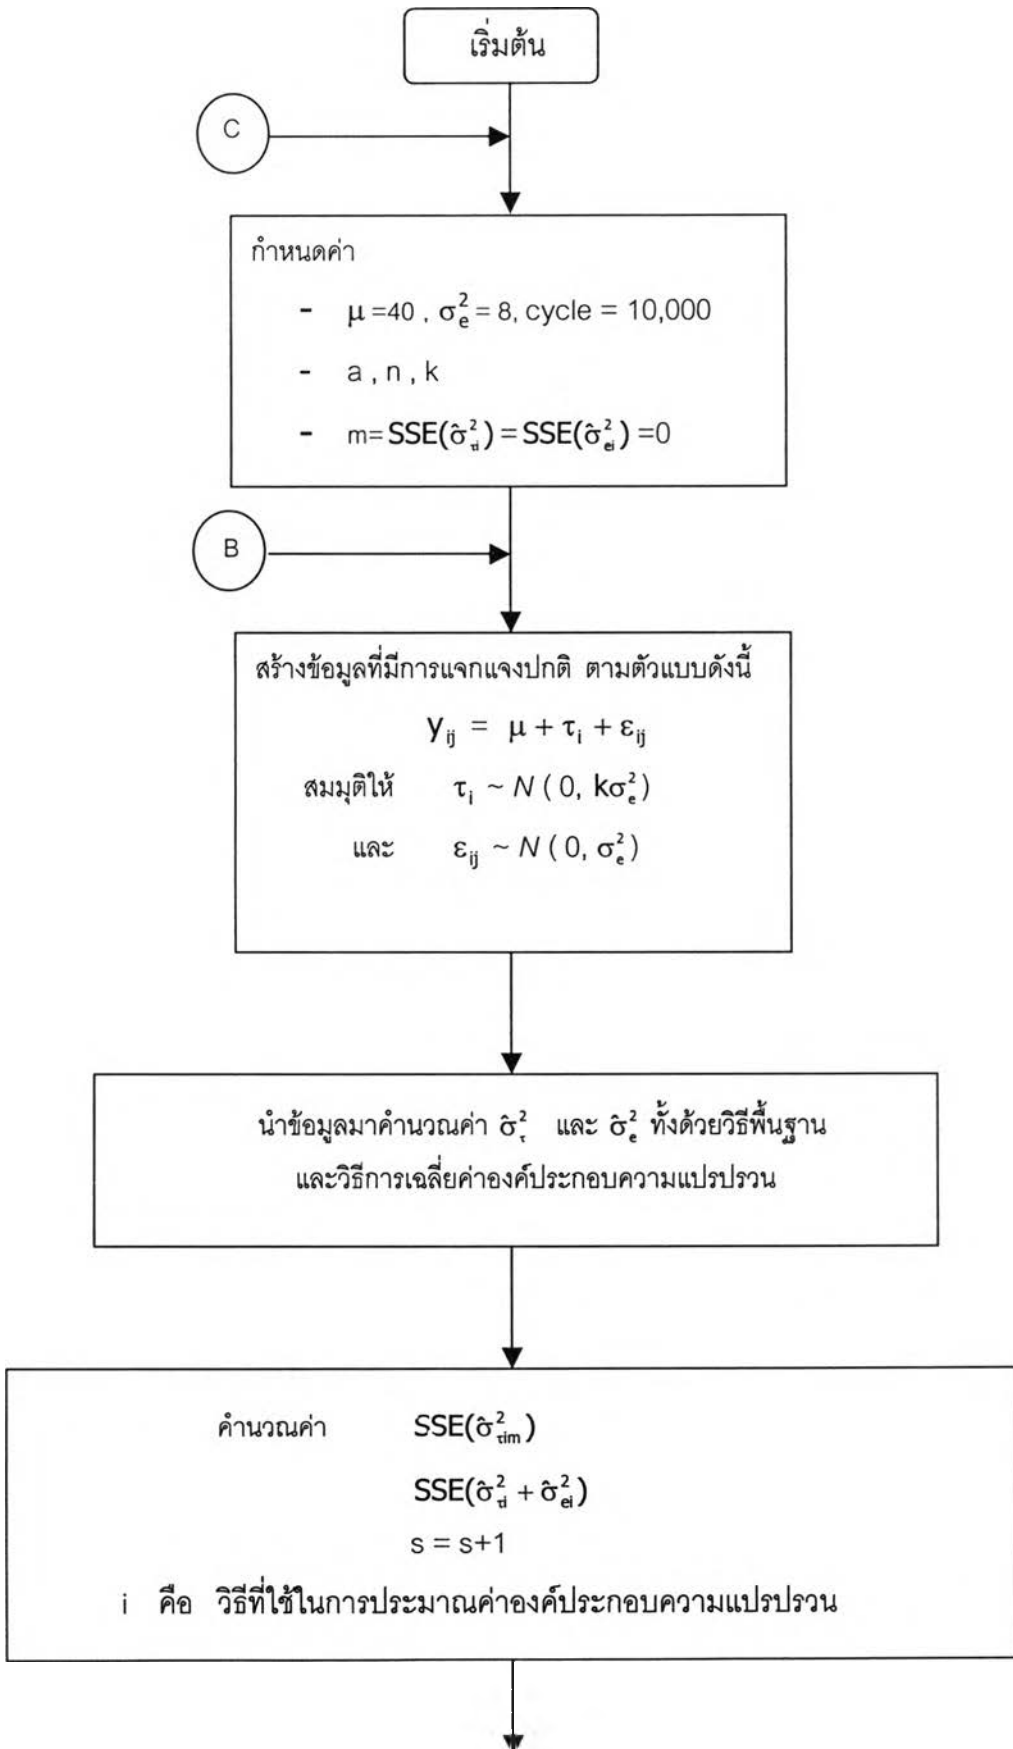 เริ่มต้น
C
กำหนดค่า
- μ =40 , σ²ₑ = 8, cycle = 10,000
- a , n , k
- m= SSE(σ̂²τi) = SSE(σ̂²ei) =0
B
สร้างข้อมูลที่มีการแจกแจงปกติ ตามตัวแบบดังนี้
yij = μ + τi + εij
สมมุติให้ τi ~ N ( 0, kσ²e)
และ εij ~ N ( 0, σ²e)
นำข้อมูลมาคำนวณค่า σ̂²τ และ σ̂²e ทั้งด้วยวิธีพื้นฐาน
และวิธีการเฉลี่ยค่าองค์ประกอบความแปรปรวน
คำนวณค่า SSE(σ̂²τim)
SSE(σ̂²τi + σ̂²ei)
s = s+1
i คือ วิธีที่ใช้ในการประมาณค่าองค์ประกอบความแปรปรวน